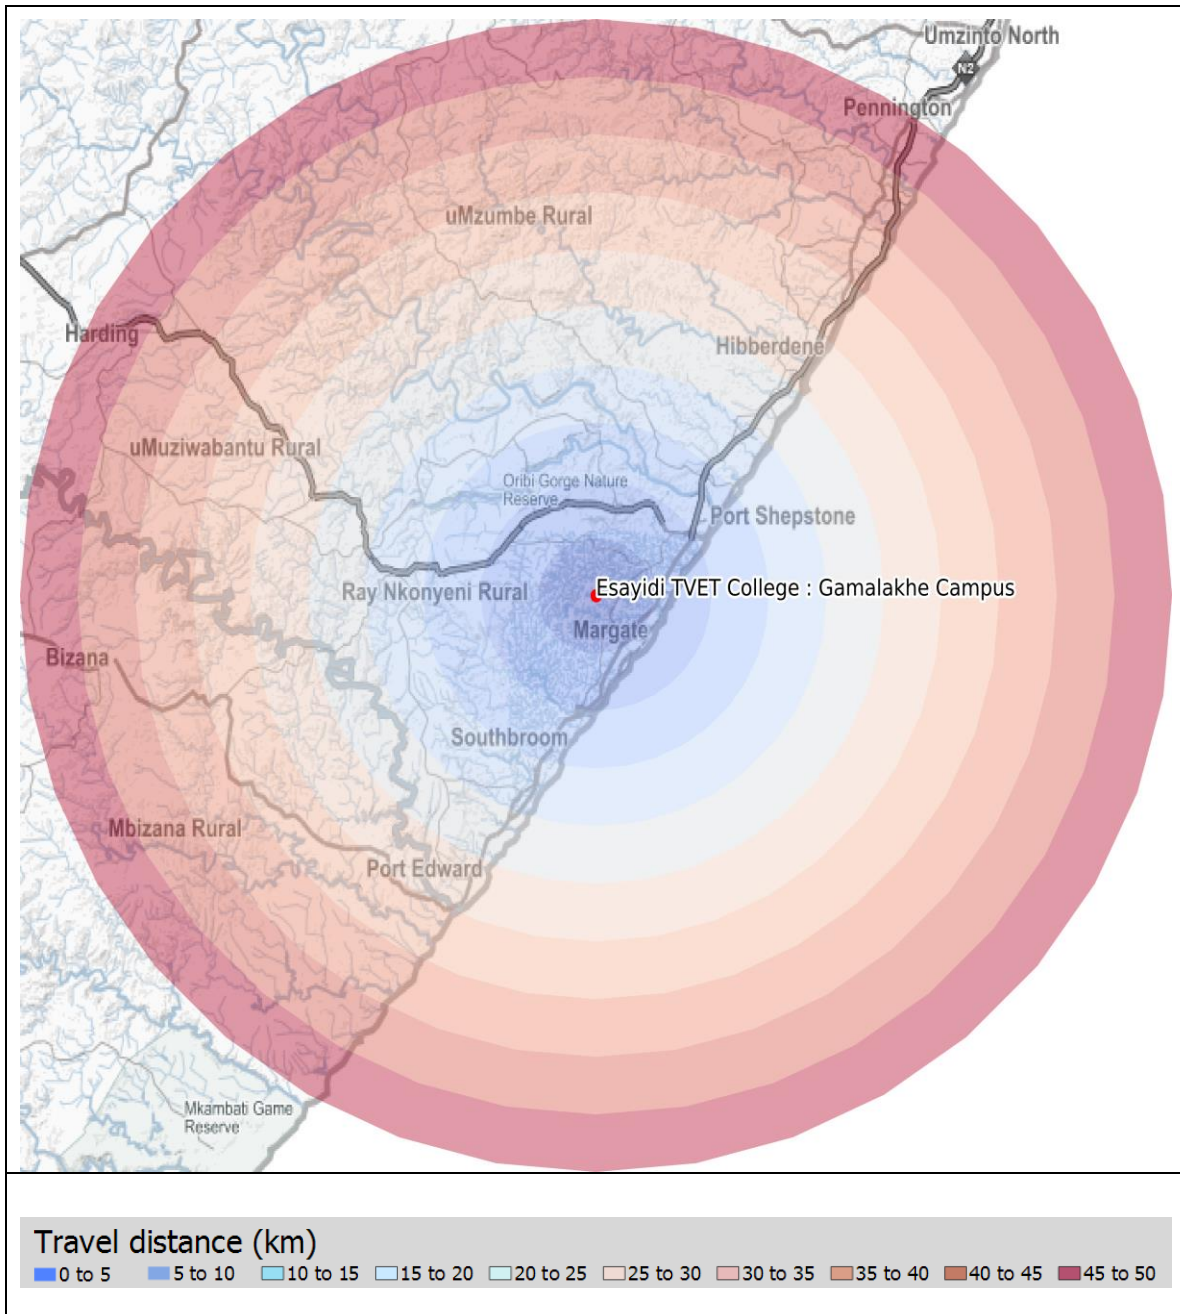 Umzinto North
N2
Pennington
uMzumbe Rural
Harding
Hibberdene
uMuziwabantu Rural
Oribi Gorge Nature
Reserve
Port Shepstone
Ray Nkonyeni Rural
Esayidi TVET College : Gamalakhe Campus
Margate
Bizana
Southbroom
Mbizana Rural
Port Edward
Mkambati Game
Reserve
Travel distance (km)
0 to 5 5 to 10 10 to 15 15 to 20 20 to 25 25 to 30 30 to 35 35 to 40 40 to 45 45 to 50